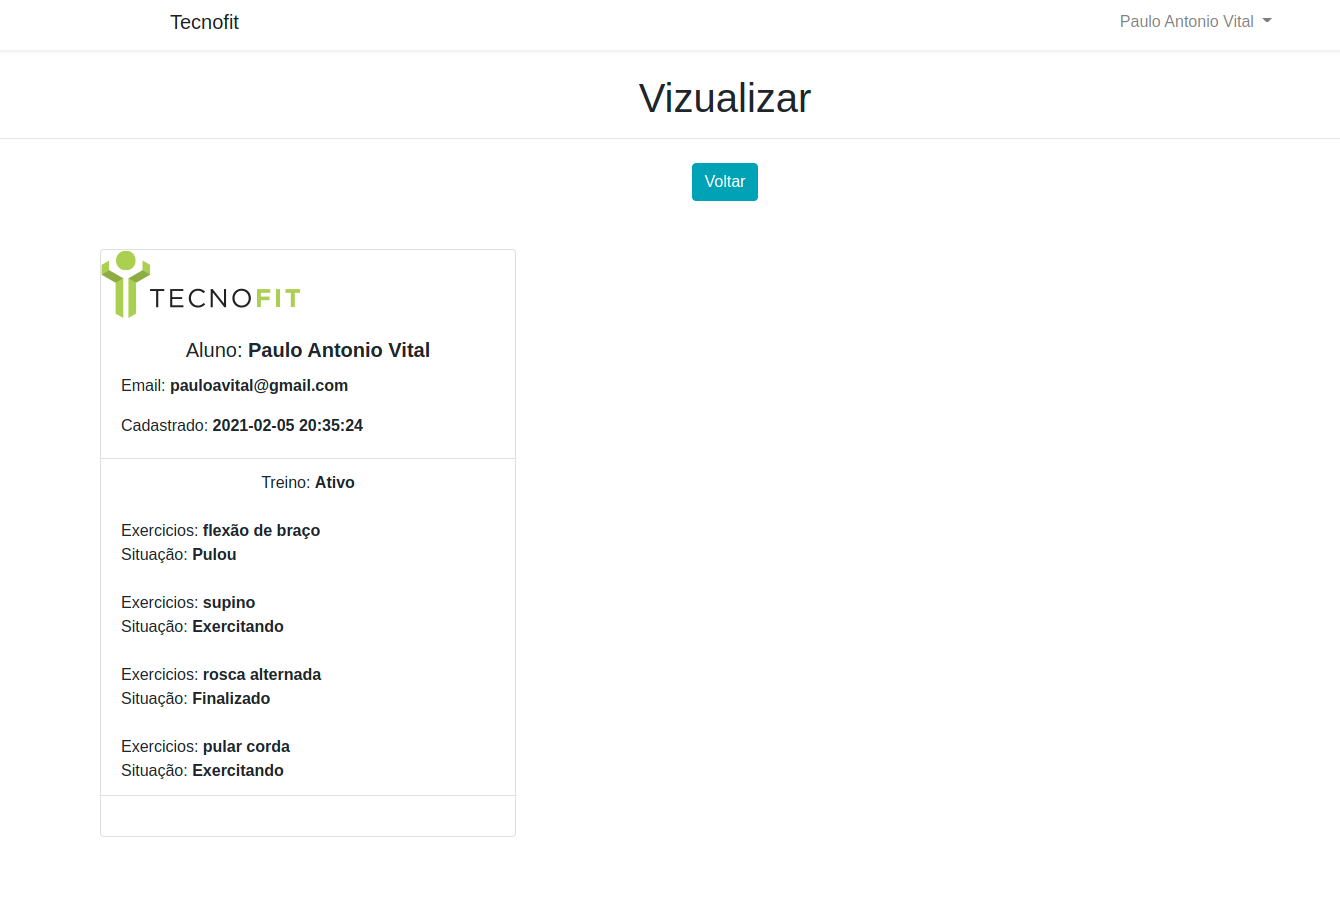 Tecnofit
Paulo Antonio Vital
Vizualizar
Voltar
TECNOFIT
Aluno: Paulo Antonio Vital
Email: pauloavital@gmail.com
Cadastrado: 2021-02-05 20:35:24
Treino: Ativo
Exercicios: flexão de braço
Situação: Pulou
Exercicios: supino
Situação: Exercitando
Exercicios: rosca alternada
Situação: Finalizado
Exercicios: pular corda
Situação: Exercitando